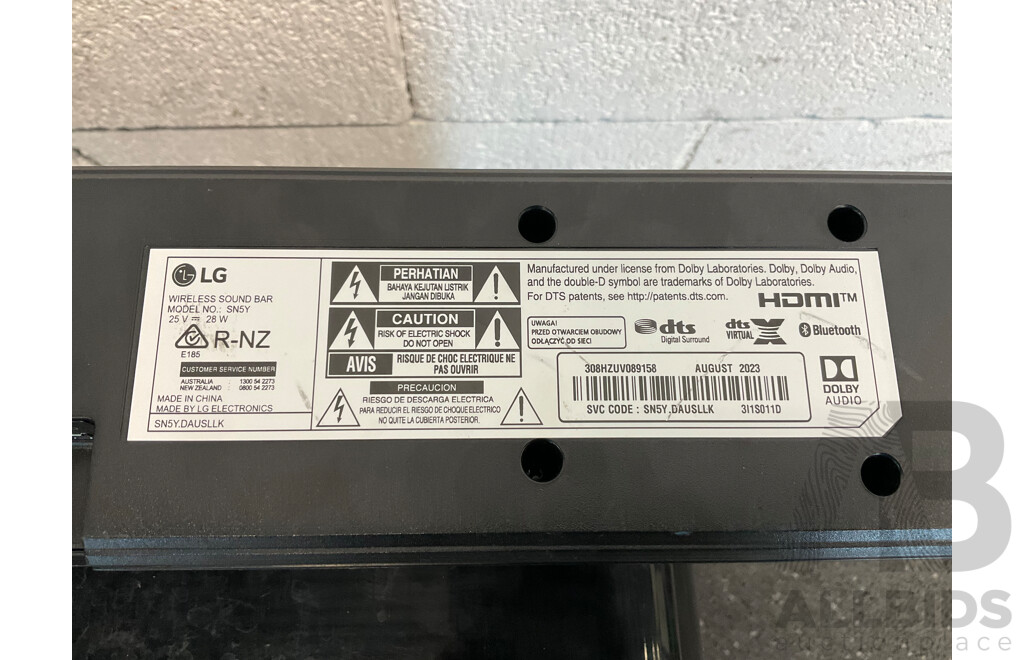 LG
WIRELESS SOUND BAR
MODEL NO.: SN5Y
25 V ⎓ 28 W
R-NZ
E185
CUSTOMER SERVICE NUMBER
AUSTRALIA : 1300 54 2273
NEW ZEALAND : 0800 54 2273
MADE IN CHINA
MADE BY LG ELECTRONICS
SN5Y.DAUSLLK
PERHATIAN
BAHAYA KEJUTAN LISTRIK
JANGAN DIBUKA
CAUTION
RISK OF ELECTRIC SHOCK
DO NOT OPEN
AVIS
RISQUE DE CHOC ELECTRIQUE NE
PAS OUVRIR
PRECAUCION
RIESGO DE DESCARGA ELECTRICA
PARA REDUCIR EL RIESGO DE CHOQUE ELECTRICO
NO QUITE LA CUBIERTA POSTERIOR.
Manufactured under license from Dolby Laboratories. Dolby, Dolby Audio,
and the double-D symbol are trademarks of Dolby Laboratories.
For DTS patents, see http://patents.dts.com.
HDMI™
UWAGA!
PRZED OTWARCIEM OBUDOWY
ODŁĄCZYĆ OD SIECI
dts
Digital Surround
dts
VIRTUAL X
Bluetooth
308HZUV089158 AUGUST 2023
SVC CODE : SN5Y.DAUSLLK 3I1S011D
DOLBY
AUDIO
AB
ALLBIDS